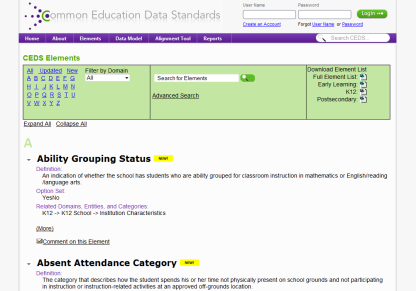 User Name
Password
Common Education Data Standards
Login
Create an Account
Forgot User Name or Password
Home About Elements Data Model Alignment Tool Reports
Search CEDS...
CEDS Elements
All Updated New
A B C D E F G
H I J K L M N
O P Q R S T U
V W X Y Z
Filter by Domain
All
Search for Elements
Advanced Search
Download Element List
Full Element List:
Early Learning:
K12:
Postsecondary:
Expand All Collapse All
A
Ability Grouping Status NEW!
Definition:
An indication of whether the school has students who are ability grouped for classroom instruction in mathematics or English/reading
/language arts.
Option Set:
YesNo
Related Domains, Entities, and Categories:
K12 -> K12 School -> Institution Characteristics
(More)
Comment on this Element
Absent Attendance Category NEW!
Definition:
The category that describes how the student spends his or her time not physically present on school grounds and not participating
in instruction or instruction-related activities at an approved off-grounds location.